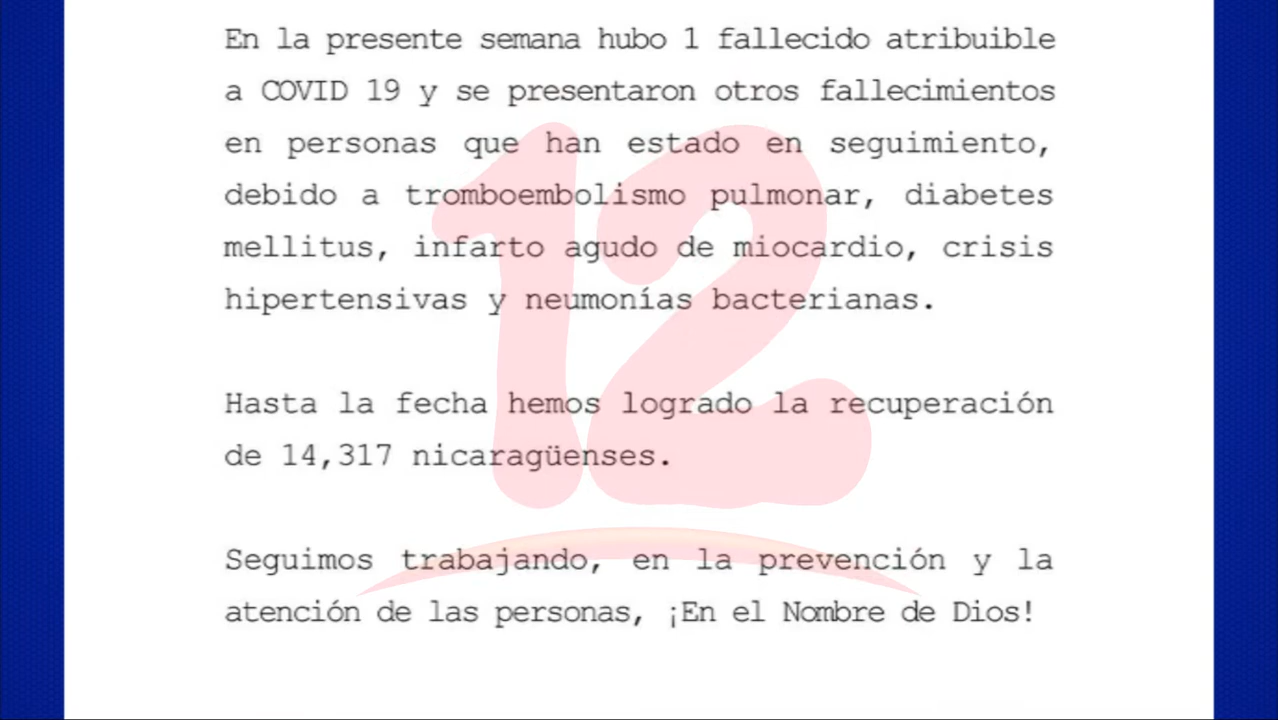 En la presente semana hubo 1 fallecido atribuible
a COVID 19 y se presentaron otros fallecimientos
en personas que han estado en seguimiento,
debido a tromboembolismo pulmonar, diabetes
mellitus, infarto agudo de miocardio, crisis
hipertensivas y neumonías bacterianas.
Hasta la fecha hemos logrado la recuperación
de 14,317 nicaragüenses.
Seguimos trabajando, en la prevención y la
atención de las personas, ¡En el Nombre de Dios!
12